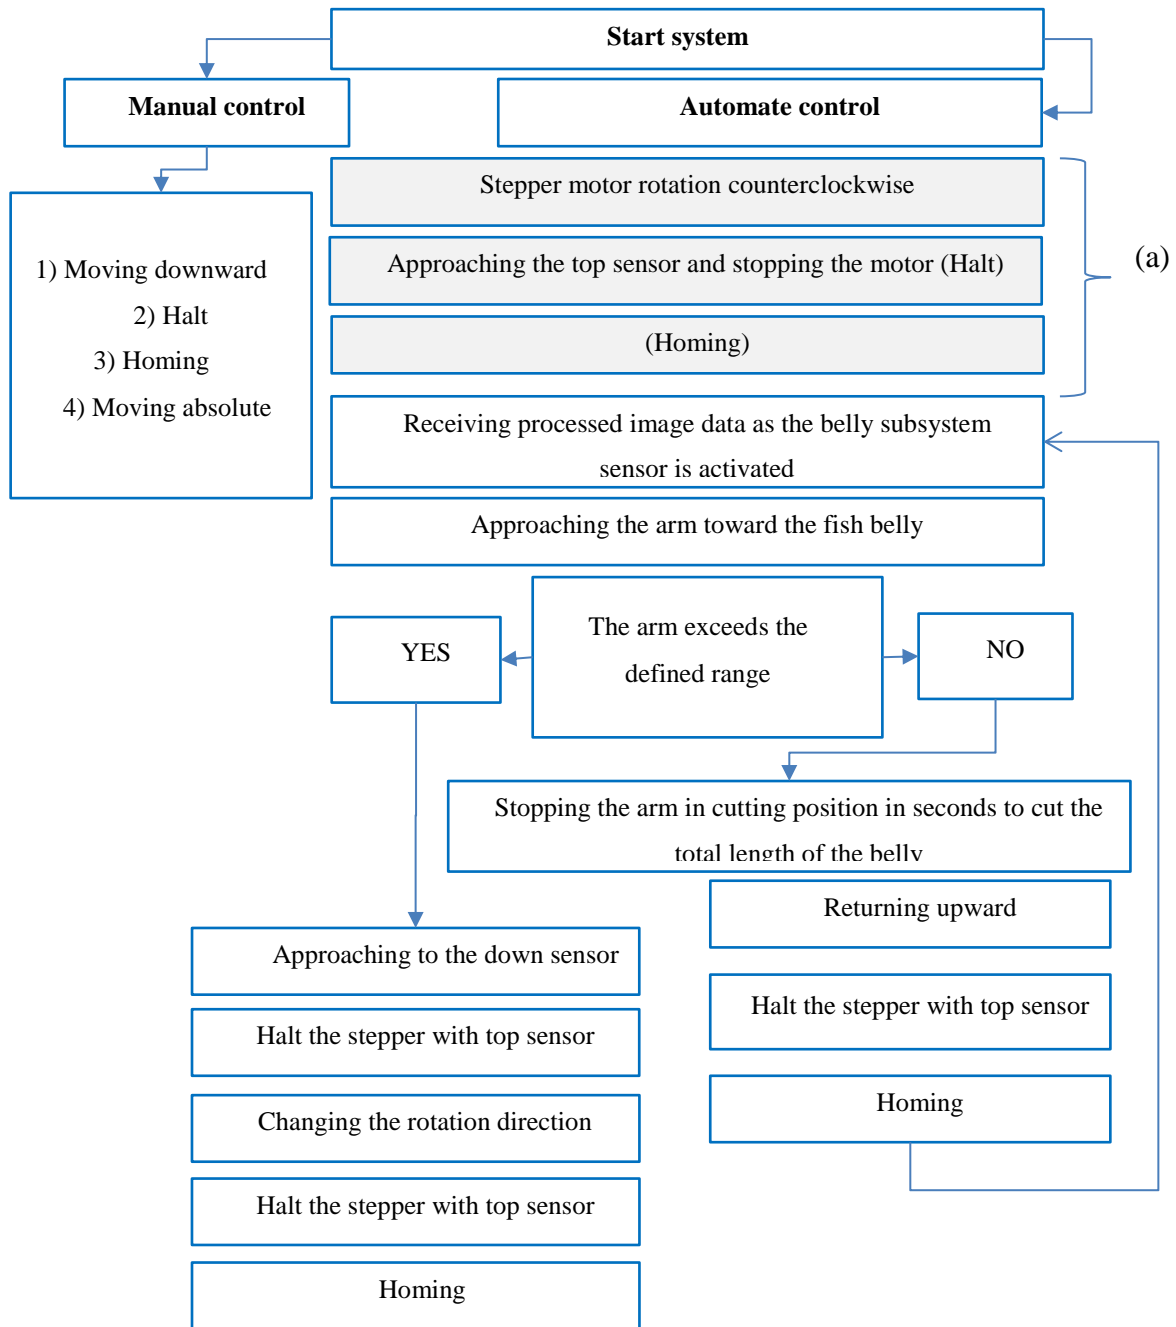 Start system
Manual control
Automate control
1) Moving downward
2) Halt
3) Homing
4) Moving absolute
Stepper motor rotation counterclockwise
Approaching the top sensor and stopping the motor (Halt)
(Homing)
(a)
Receiving processed image data as the belly subsystem
sensor is activated
Approaching the arm toward the fish belly
The arm exceeds the
defined range
YES
NO
Stopping the arm in cutting position in seconds to cut the
total length of the belly
Returning upward
Halt the stepper with top sensor
Homing
Approaching to the down sensor
Halt the stepper with top sensor
Changing the rotation direction
Halt the stepper with top sensor
Homing